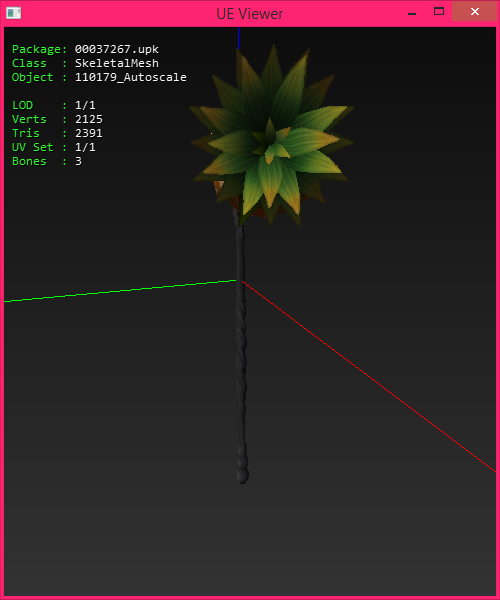 UE Viewer
Package: 00037267.upk
Class : SkeletalMesh
Object : 110179_Autoscale
LOD : 1/1
Verts : 2125
Tris : 2391
UV Set : 1/1
Bones : 3